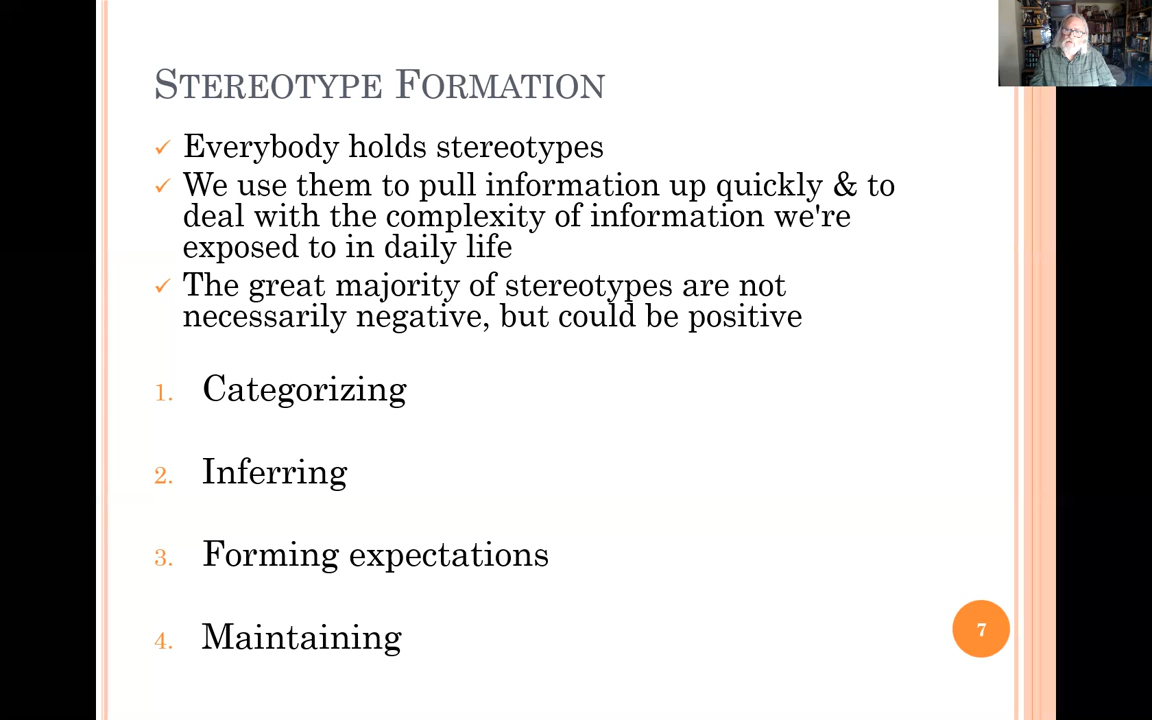 STEREOTYPE FORMATION
✓ Everybody holds stereotypes
✓ We use them to pull information up quickly & to
deal with the complexity of information we're
exposed to in daily life
✓ The great majority of stereotypes are not
necessarily negative, but could be positive
1. Categorizing
2. Inferring
3. Forming expectations
4. Maintaining
7